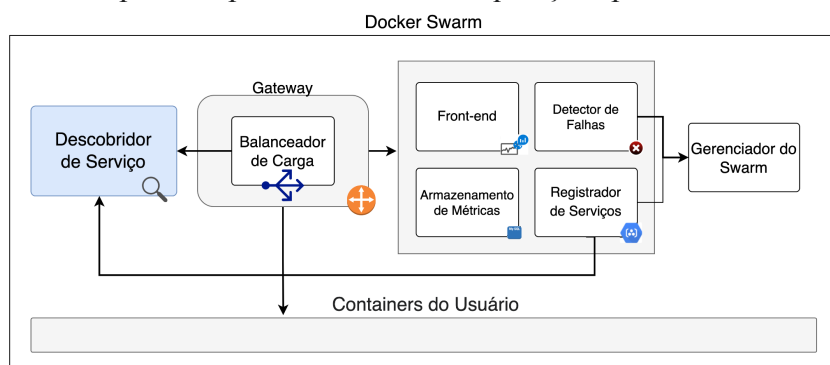 Docker Swarm
Gateway
Descobridor
de Serviço
Balanceador
de Carga
Front-end
Detector de
Falhas
Armazenamento
de Métricas
Registrador
de Serviços
Gerenciador do
Swarm
Containers do Usuário